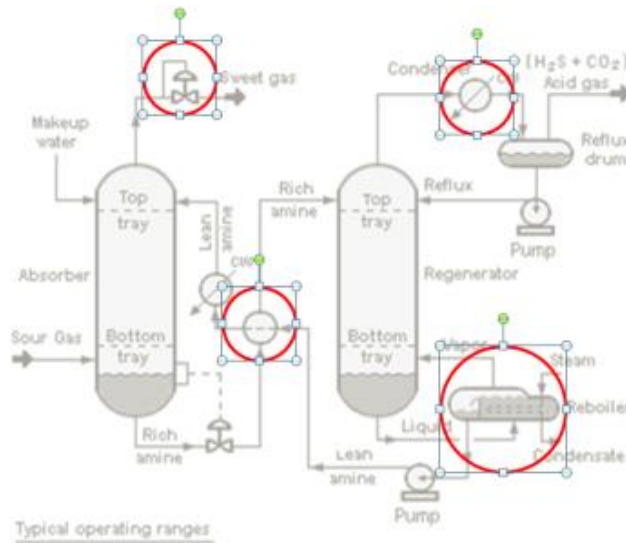 Sweet gas
Condenser
CW
(H₂S + CO₂)
Acid gas
Makeup
water
Reflux
drum
Top
tray
Lean
amine
Rich
amine
Top
tray
Reflux
Pump
Absorber
CW
Regenerator
Sour Gas
Bottom
tray
Bottom
tray
Vapor
Steam
Reboiler
Rich
amine
Liquid
Lean
amine
Condensate
Pump
Typical operating ranges